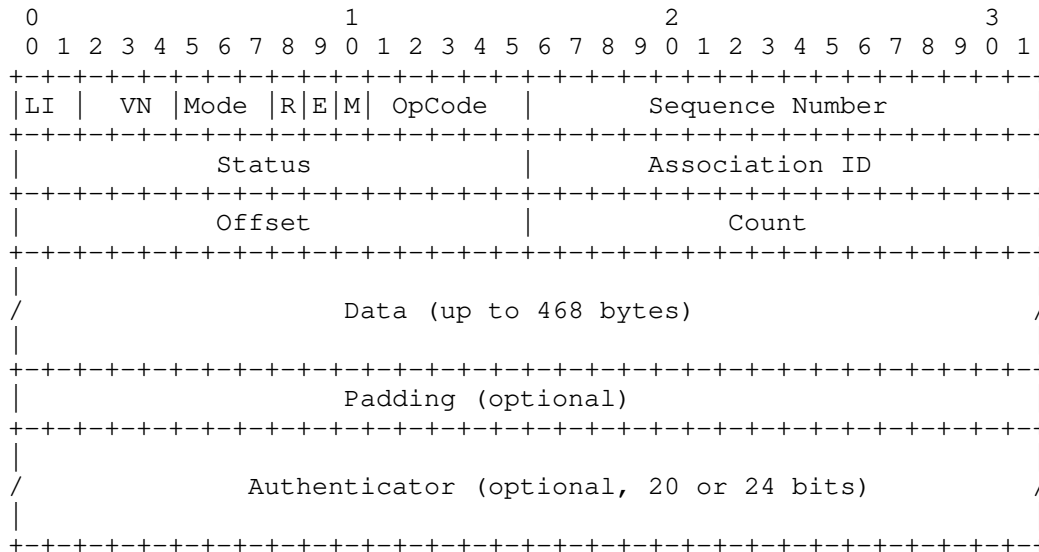 0                   1                   2                   3
 0 1 2 3 4 5 6 7 8 9 0 1 2 3 4 5 6 7 8 9 0 1 2 3 4 5 6 7 8 9 0 1
+-+-+-+-+-+-+-+-+-+-+-+-+-+-+-+-+-+-+-+-+-+-+-+-+-+-+-+-+-+-+-+--
|LI |  VN |Mode |R|E|M| OpCode  |       Sequence Number
+-+-+-+-+-+-+-+-+-+-+-+-+-+-+-+-+-+-+-+-+-+-+-+-+-+-+-+-+-+-+-+--
|            Status             |       Association ID
+-+-+-+-+-+-+-+-+-+-+-+-+-+-+-+-+-+-+-+-+-+-+-+-+-+-+-+-+-+-+-+--
|            Offset             |            Count
+-+-+-+-+-+-+-+-+-+-+-+-+-+-+-+-+-+-+-+-+-+-+-+-+-+-+-+-+-+-+-+--
|
/                    Data (up to 468 bytes)                     /
|
+-+-+-+-+-+-+-+-+-+-+-+-+-+-+-+-+-+-+-+-+-+-+-+-+-+-+-+-+-+-+-+--
|                    Padding (optional)
+-+-+-+-+-+-+-+-+-+-+-+-+-+-+-+-+-+-+-+-+-+-+-+-+-+-+-+-+-+-+-+--
|
/              Authenticator (optional, 20 or 24 bits)          /
|
+-+-+-+-+-+-+-+-+-+-+-+-+-+-+-+-+-+-+-+-+-+-+-+-+-+-+-+-+-+-+-+--